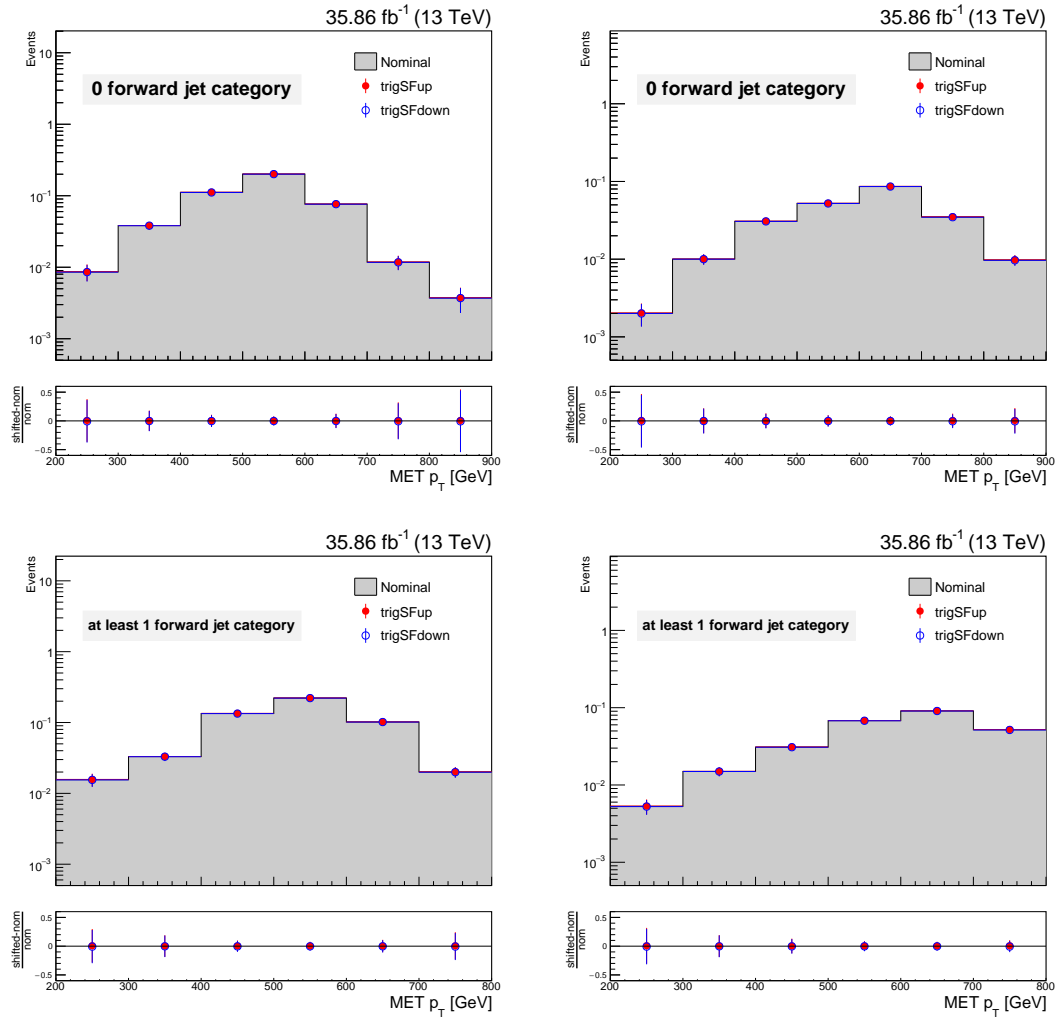 35.86 fb⁻¹ (13 TeV)
Events
10
1
10⁻¹
10⁻²
10⁻³
0 forward jet category
Nominal
trigSFup
trigSFdown
shifted-nom
nom
0.5
0
−0.5
200 300 400 500 600 700 800 900
MET p_T [GeV]
35.86 fb⁻¹ (13 TeV)
Events
1
10⁻¹
10⁻²
10⁻³
0 forward jet category
Nominal
trigSFup
trigSFdown
shifted-nom
nom
0.5
0
−0.5
200 300 400 500 600 700 800 900
MET p_T [GeV]
35.86 fb⁻¹ (13 TeV)
Events
10
1
10⁻¹
10⁻²
10⁻³
at least 1 forward jet category
Nominal
trigSFup
trigSFdown
shifted-nom
nom
0.5
0
−0.5
200 300 400 500 600 700 800
MET p_T [GeV]
35.86 fb⁻¹ (13 TeV)
Events
1
10⁻¹
10⁻²
10⁻³
at least 1 forward jet category
Nominal
trigSFup
trigSFdown
shifted-nom
nom
0.5
0
−0.5
200 300 400 500 600 700 800
MET p_T [GeV]